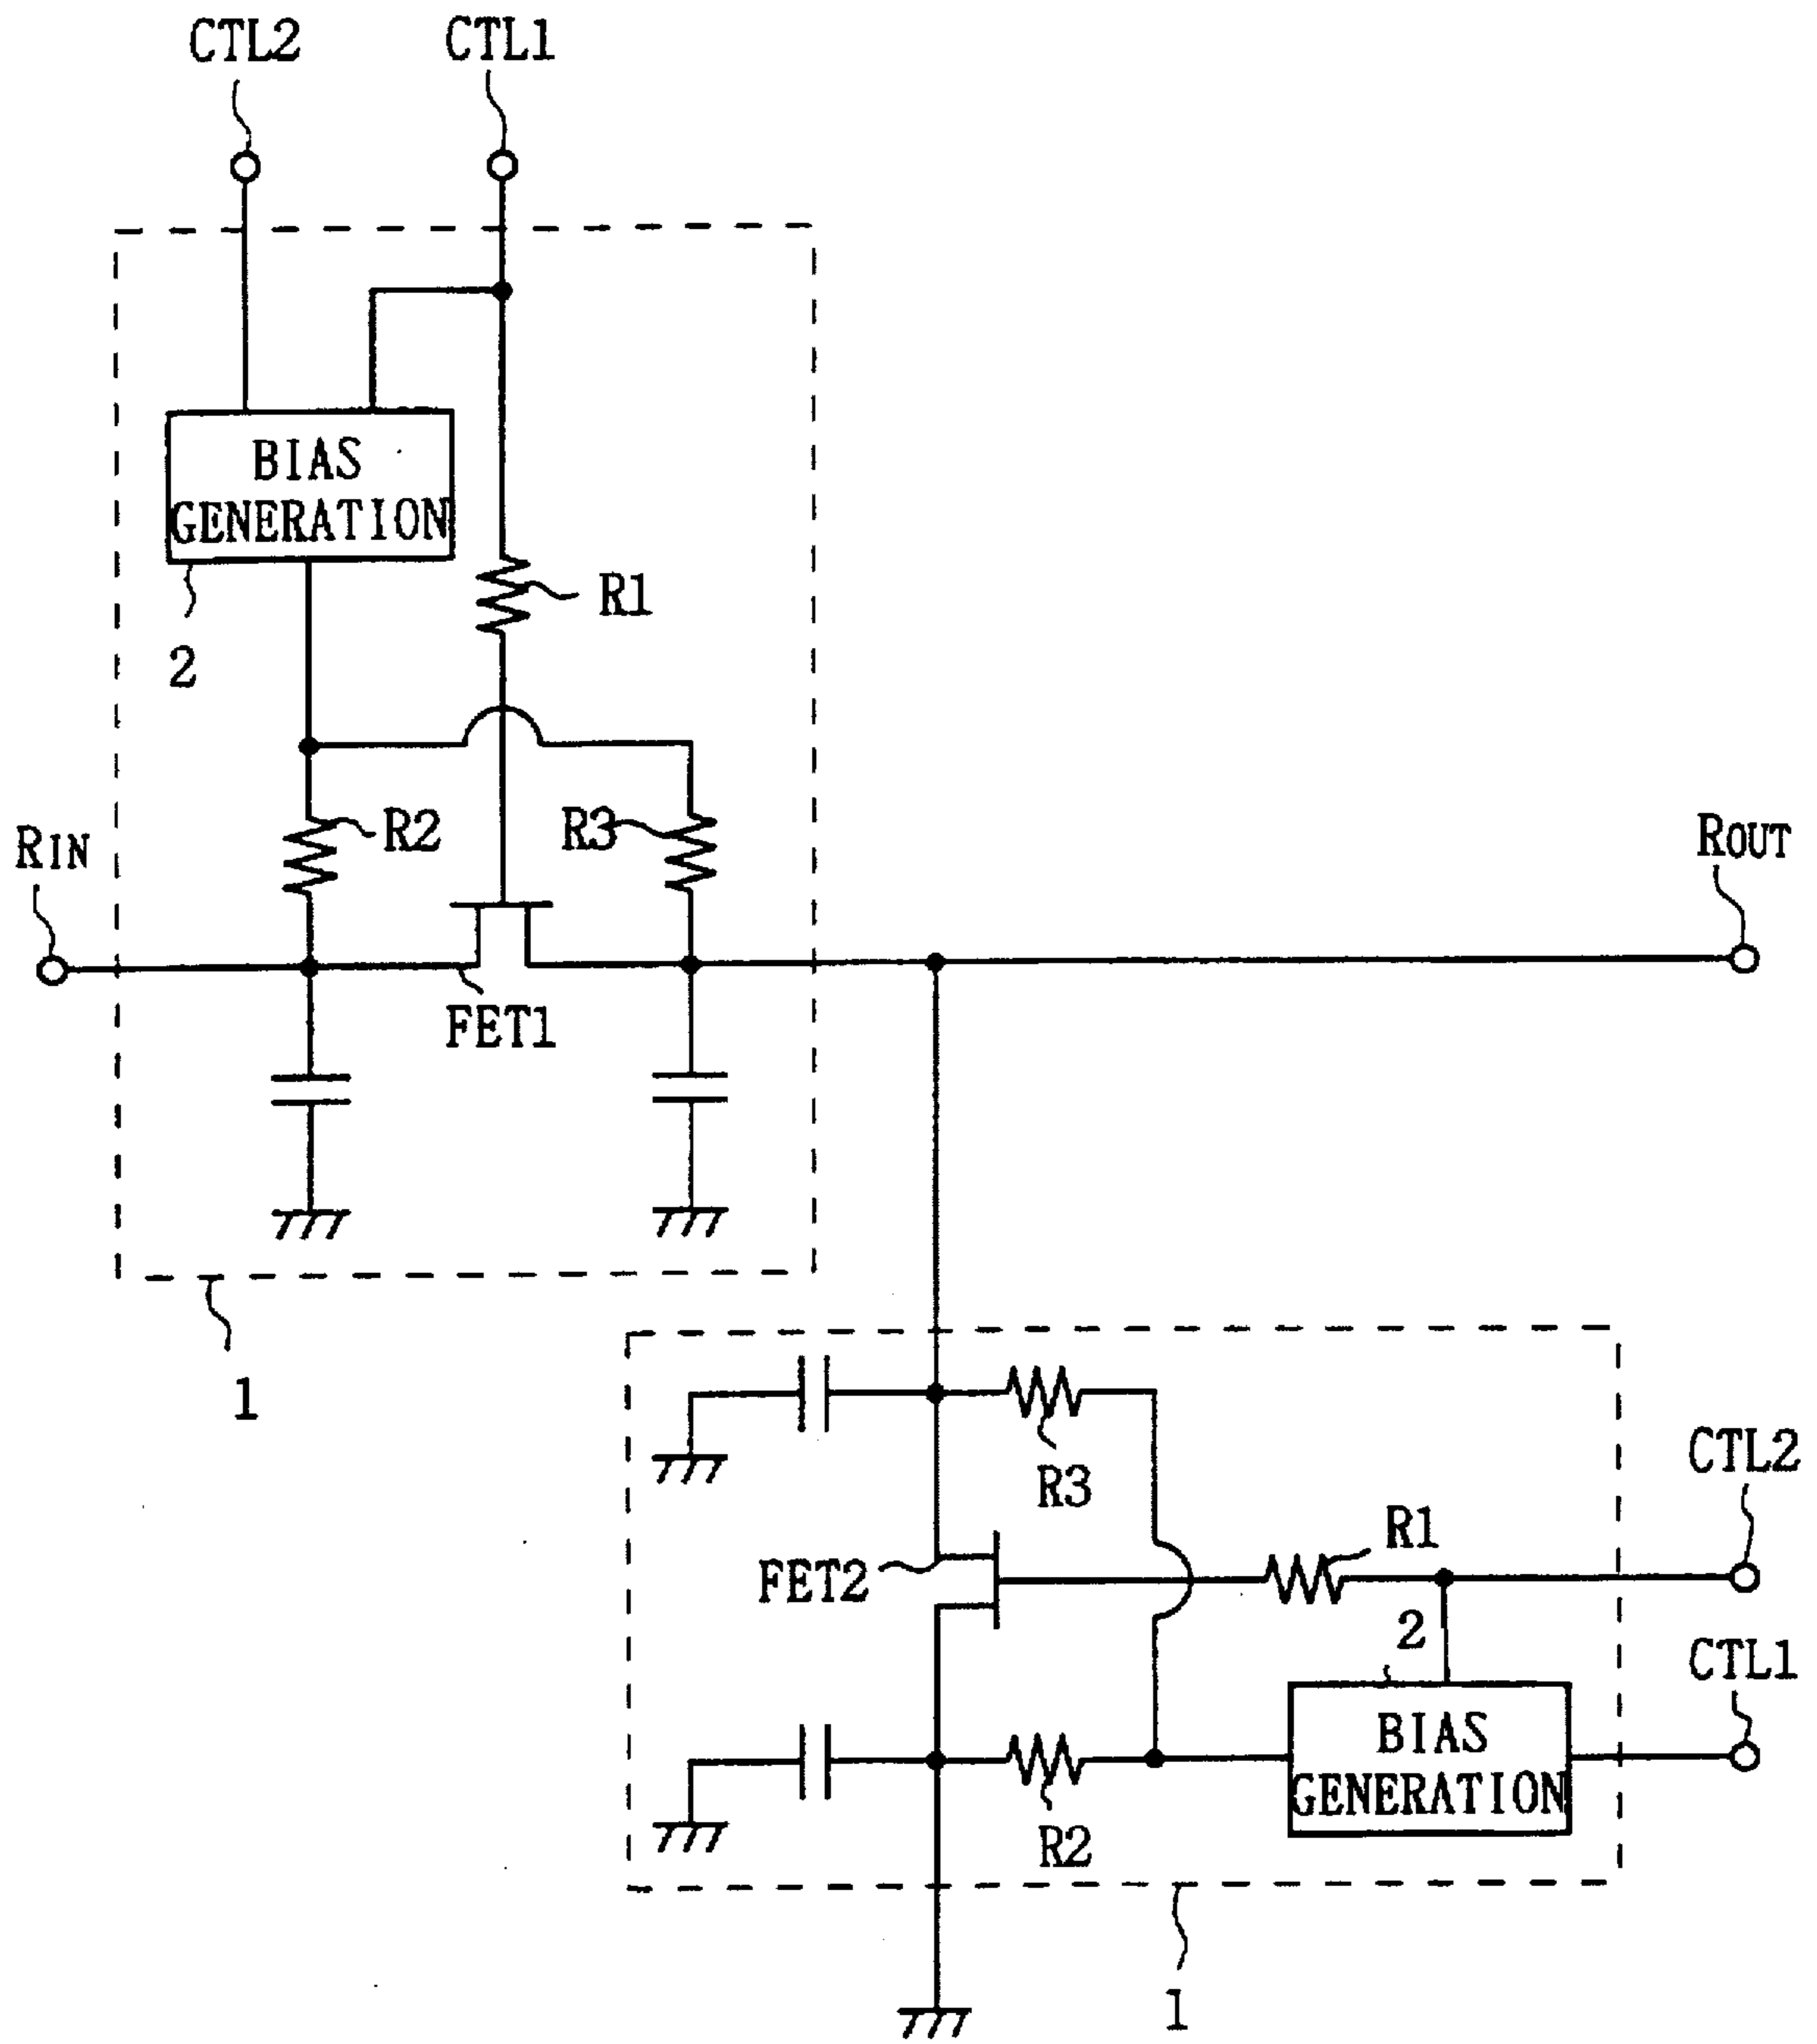 CTL2
CTL1
BIAS
GENERATION
R1
2
R2
R3
RIN
ROUT
FET1
1
R3
CTL2
R1
FET2
2
CTL1
BIAS
GENERATION
R2
1